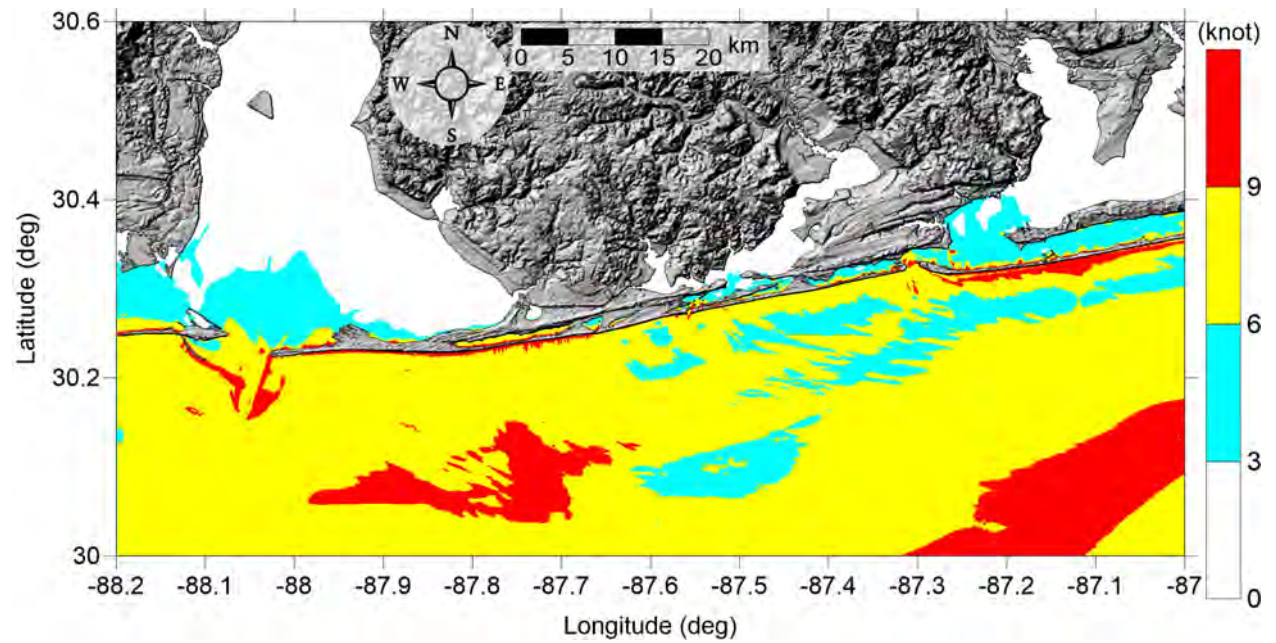 30.6
N
W E
S
0 5 10 15 20 km
(knot)
9
6
3
0
30.4
30.2
30
Latitude (deg)
-88.2 -88.1 -88 -87.9 -87.8 -87.7 -87.6 -87.5 -87.4 -87.3 -87.2 -87.1 -87
Longitude (deg)